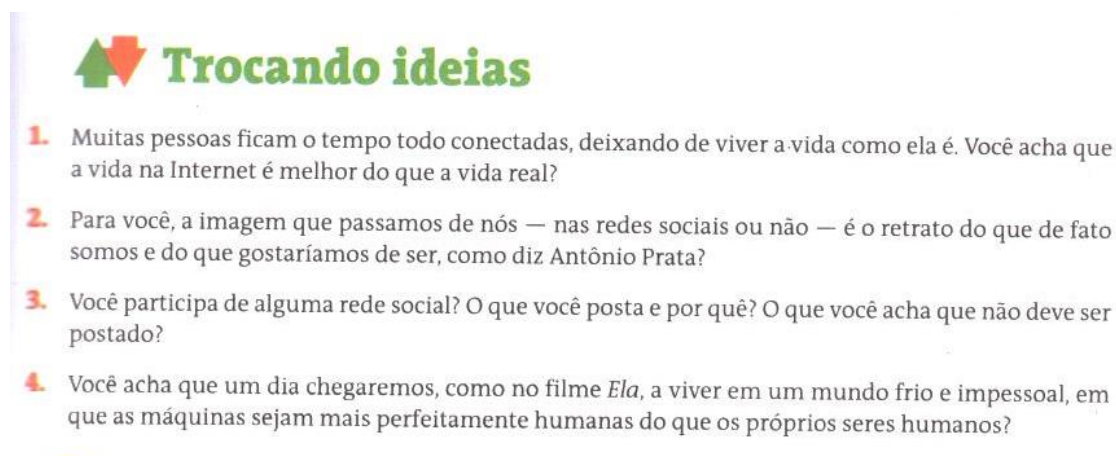 Trocando ideias
1. Muitas pessoas ficam o tempo todo conectadas, deixando de viver a vida como ela é. Você acha que
a vida na Internet é melhor do que a vida real?
2. Para você, a imagem que passamos de nós — nas redes sociais ou não — é o retrato do que de fato
somos e do que gostaríamos de ser, como diz Antônio Prata?
3. Você participa de alguma rede social? O que você posta e por quê? O que você acha que não deve ser
postado?
4. Você acha que um dia chegaremos, como no filme Ela, a viver em um mundo frio e impessoal, em
que as máquinas sejam mais perfeitamente humanas do que os próprios seres humanos?